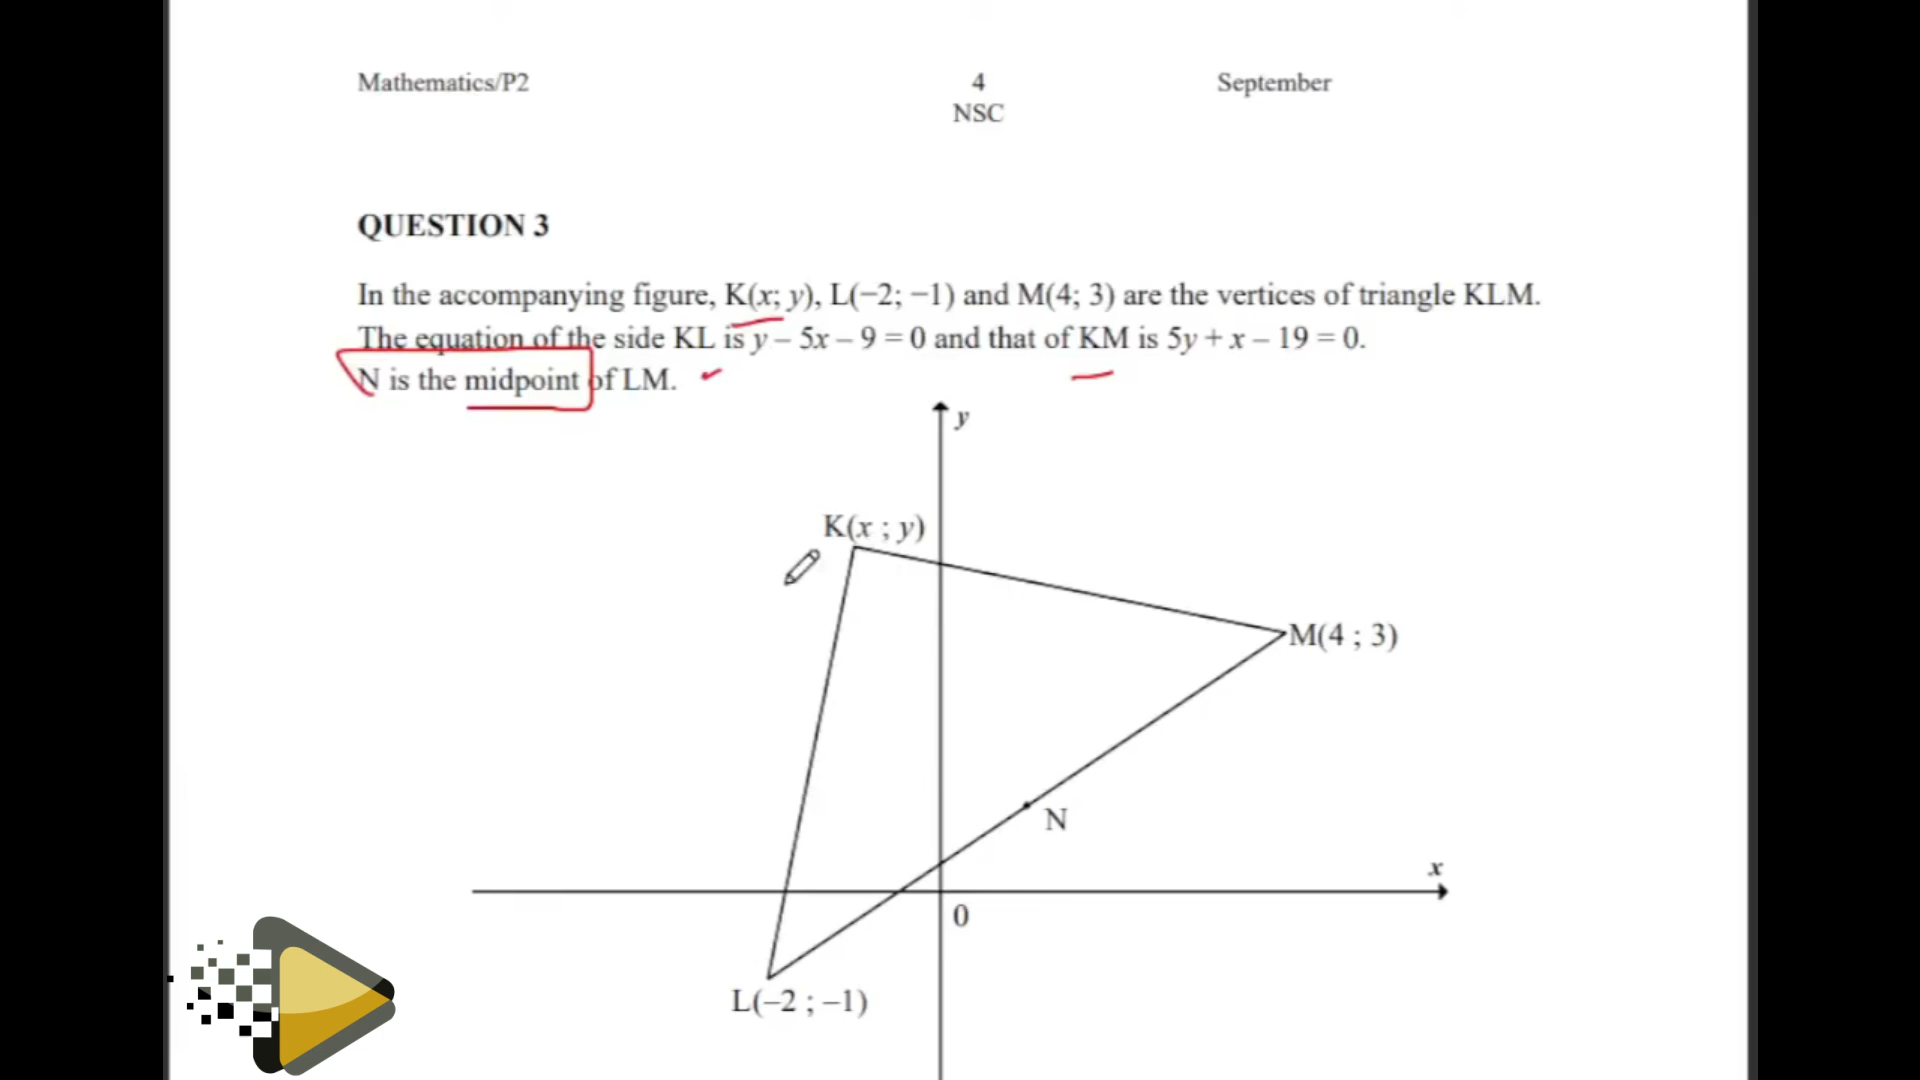 Mathematics/P2 4 September
NSC
QUESTION 3
In the accompanying figure, K(x; y), L(−2; −1) and M(4; 3) are the vertices of triangle KLM.
The equation of the side KL is y − 5x − 9 = 0 and that of KM is 5y + x − 19 = 0.
N is the midpoint of LM.
y
K(x ; y)
M(4 ; 3)
N
x
0
L(−2 ; −1)